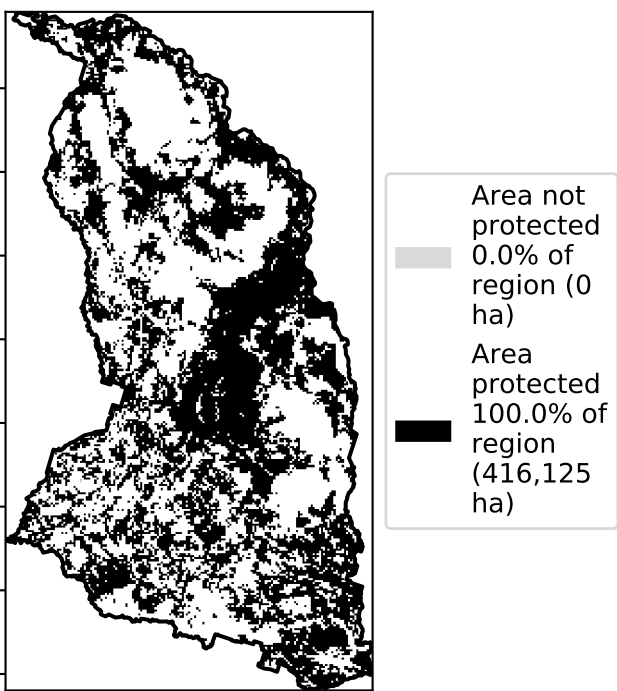 Area not
protected
0.0% of
region (0
ha)
Area
protected
100.0% of
region
(416,125
ha)